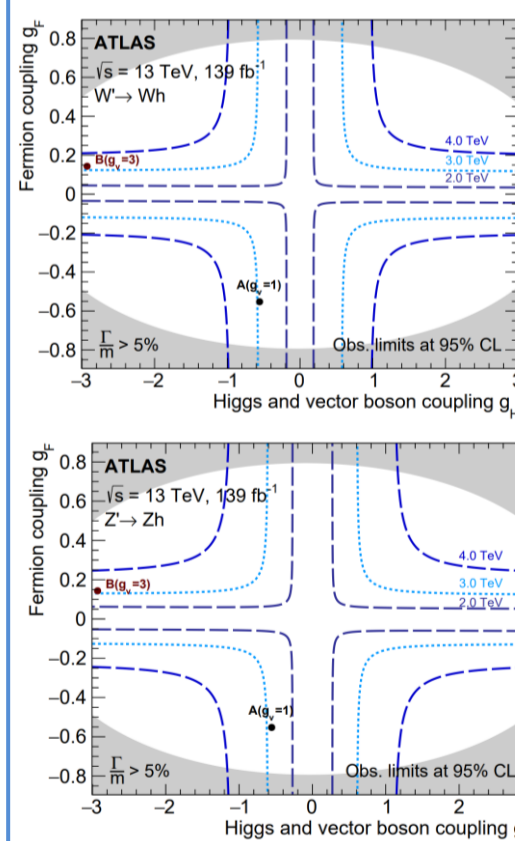 ATLAS
√s = 13 TeV, 139 fb⁻¹
W'→ Wh
Fermion coupling g_F
0.8
0.6
0.4
0.2
0
−0.2
−0.4
−0.6
−0.8
B(g_v=3)
A(g_v=1)
4.0 TeV
3.0 TeV
2.0 TeV
Γ/m > 5%
Obs. limits at 95% CL
−3 −2 −1 0 1 2 3
Higgs and vector boson coupling g_H
ATLAS
√s = 13 TeV, 139 fb⁻¹
Z'→ Zh
Fermion coupling g_F
0.8
0.6
0.4
0.2
0
−0.2
−0.4
−0.6
−0.8
B(g_v=3)
A(g_v=1)
4.0 TeV
3.0 TeV
2.0 TeV
Γ/m > 5%
Obs. limits at 95% CL
−3 −2 −1 0 1 2
Higgs and vector boson coupling